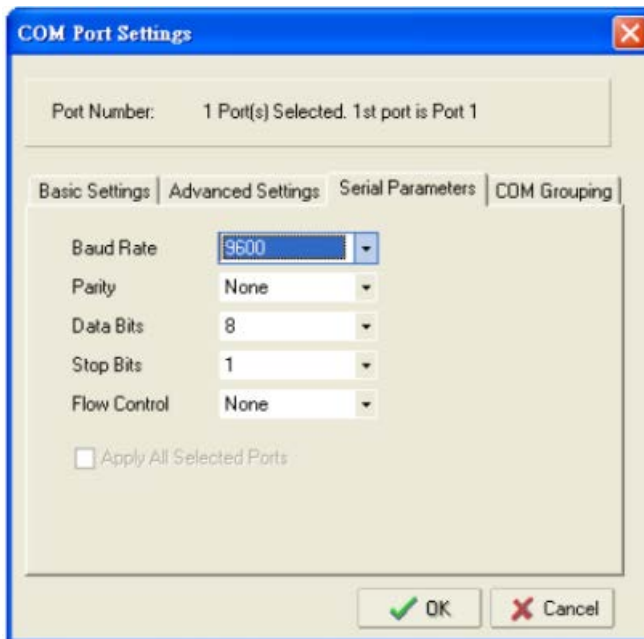 COM Port Settings
Port Number: 1 Port(s) Selected. 1st port is Port 1
Basic Settings Advanced Settings Serial Parameters COM Grouping
Baud Rate 9600
Parity None
Data Bits 8
Stop Bits 1
Flow Control None
Apply All Selected Ports
OK Cancel